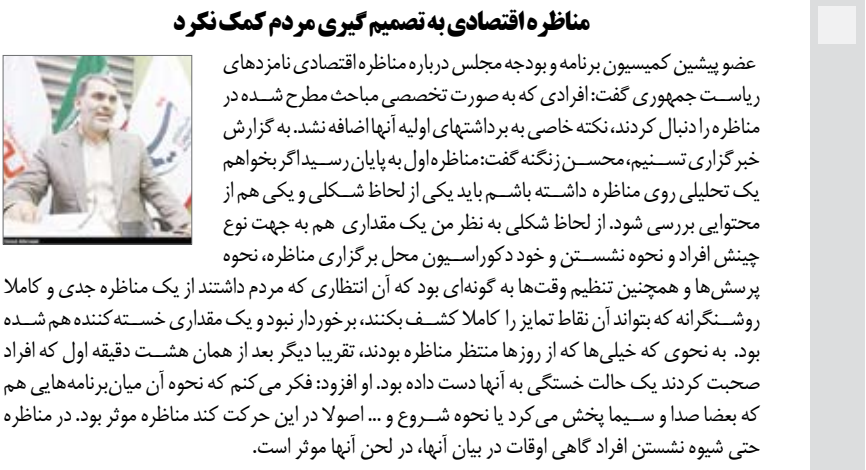 مناظره اقتصادی به تصمیم گیری مردم کمک نکرد
عضو پیشین کمیسیون برنامه و بودجه مجلس درباره مناظره اقتصادی نامزدهای
ریاست جمهوری گفت: افرادی که به صورت تخصصی مباحث مطرح شده در
مناظره را دنبال کردند، نکته خاصی به برداشتهای اولیه آنها اضافه نشد. به گزارش
خبرگزاری تسنیم، محسن زنگنه گفت: مناظره اول به پایان رسید اگر بخواهم
یک تحلیلی روی مناظره داشته باشم باید یکی از لحاظ شکلی و یکی هم از
محتوایی بررسی شود. از لحاظ شکلی به نظر من یک مقداری هم به جهت نوع
چینش افراد و نحوه نشستن و خود دکوراسیون محل برگزاری مناظره، نحوه
پرسش‌ها و همچنین تنظیم وقت‌ها به گونه‌ای بود که آن انتظاری که مردم داشتند از یک مناظره جدی و کاملا
روشنگرانه که بتواند آن نقاط تمایز را کاملا کشف بکنند، برخوردار نبود و یک مقداری خسته کننده هم شده
بود. به نحوی که خیلی‌ها که از روزها منتظر مناظره بودند، تقریبا دیگر بعد از همان هشت دقیقه اول که افراد
صحبت کردند یک حالت خستگی به آنها دست داده بود. او افزود: فکر می‌کنم که نحوه آن میان‌برنامه‌هایی هم
که بعضا صدا و سیما پخش می‌کرد یا نحوه شروع و ... اصولا در این حرکت کند مناظره موثر بود. در مناظره
حتی شیوه نشستن افراد گاهی اوقات در بیان آنها، در لحن آنها موثر است.